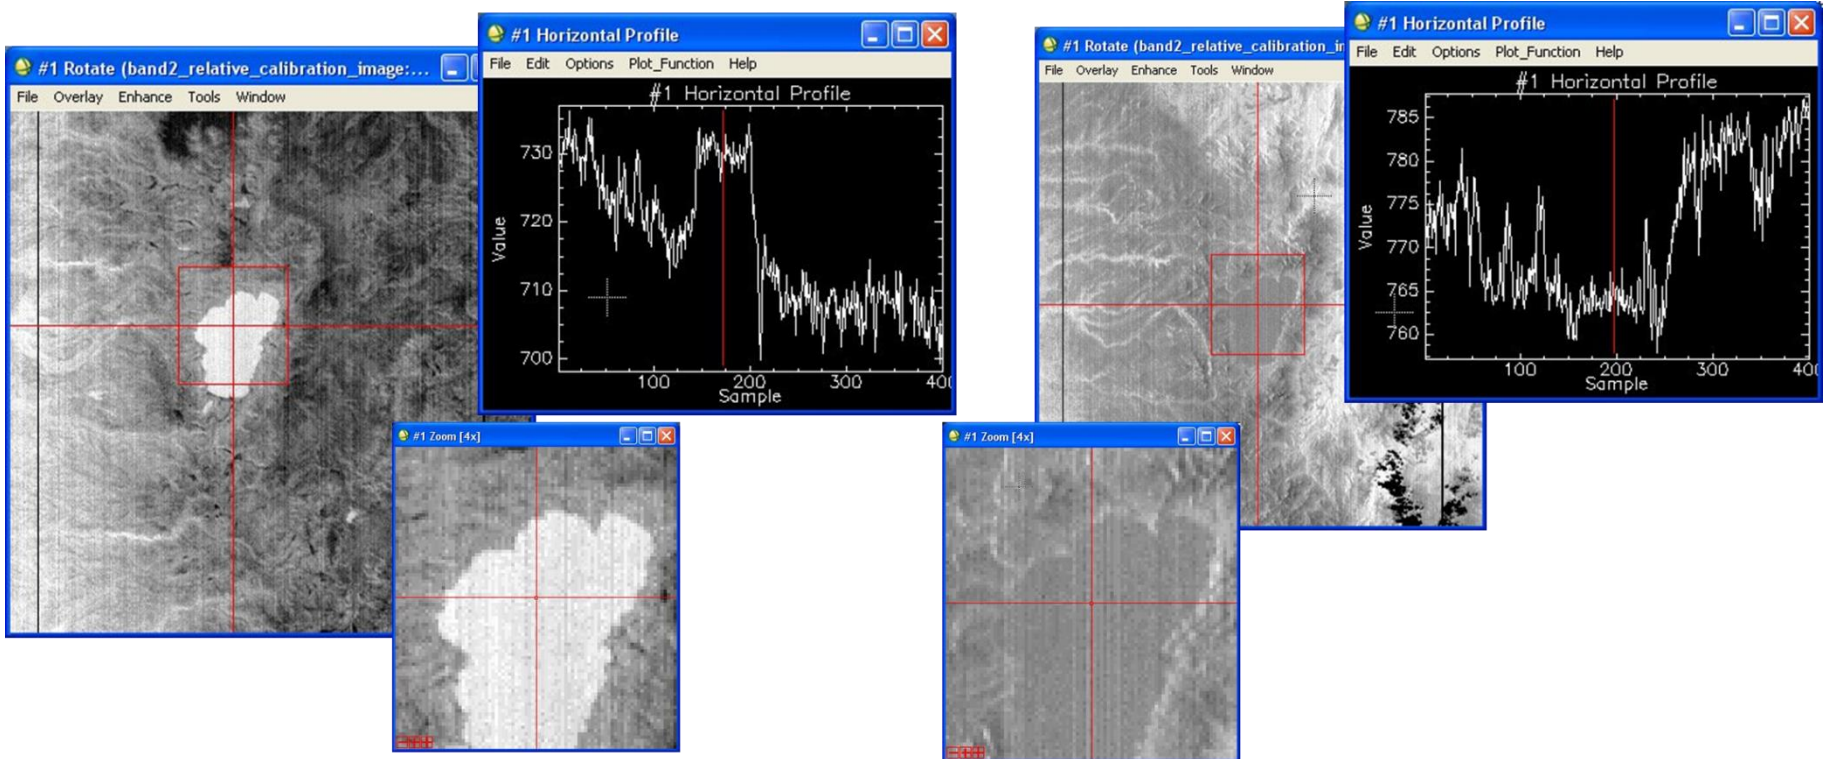 #1 Rotate (band2_relative_calibration_image:...
File Overlay Enhance Tools Window
#1 Horizontal Profile
File Edit Options Plot_Function Help
#1 Horizontal Profile
730
720
710
700
Value
100 200 300 400
Sample
#1 Zoom [4x]
#1 Rotate (band2_relative_calibration_in
File Overlay Enhance Tools Window
#1 Horizontal Profile
File Edit Options Plot_Function Help
#1 Horizontal Profile
785
780
775
770
765
760
Value
100 200 300 400
Sample
#1 Zoom [4x]